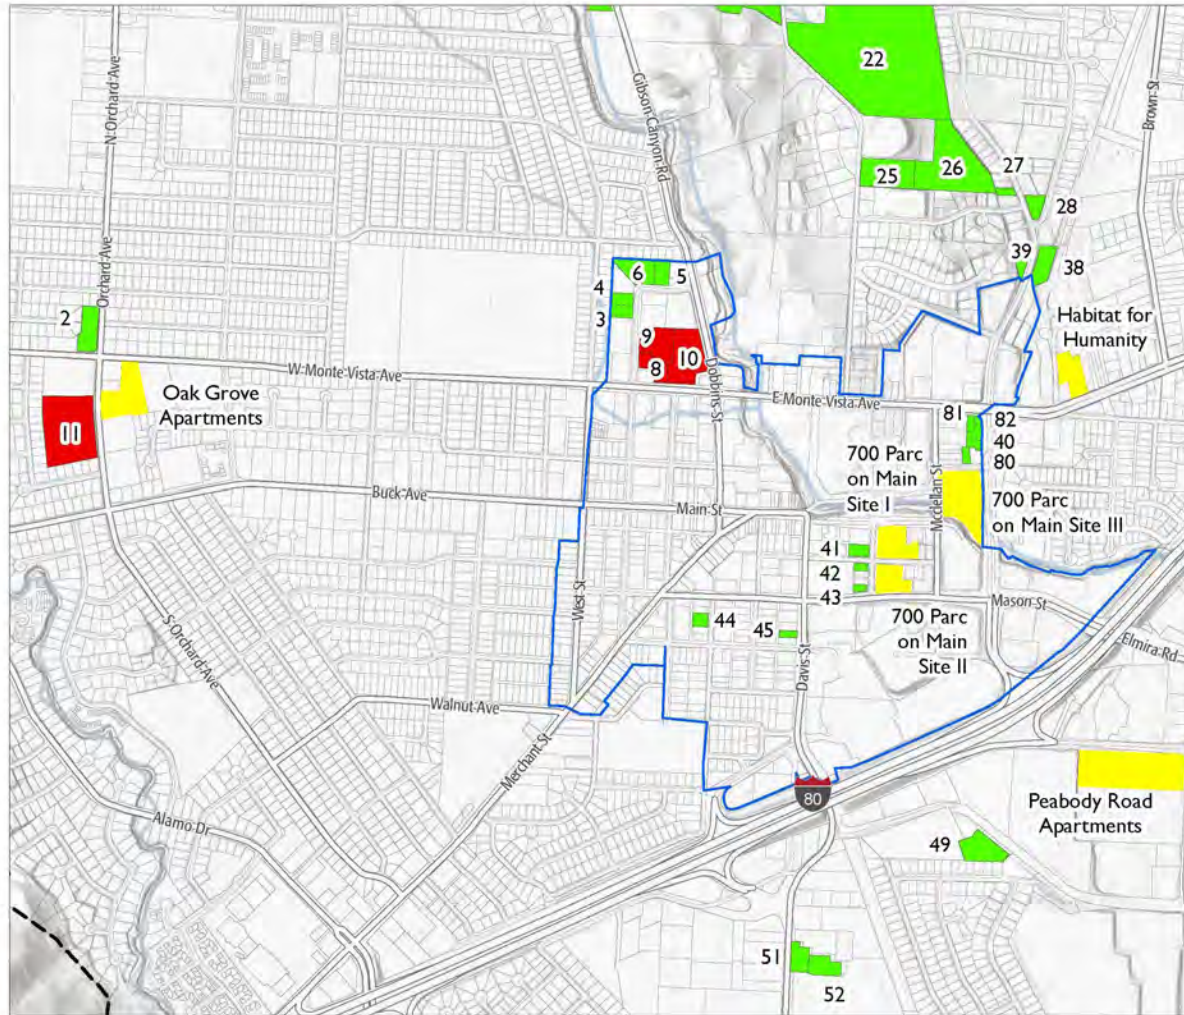 22
N Orchard Ave
Gibson Canyon Rd
Brown St
25
26
27
28
39
38
6
5
4
3
Orchard Ave
2
9
10
8
Habitat for
Humanity
W Monte Vista Ave
Dobbins St
E Monte Vista Ave
Oak Grove
Apartments
11
81
82
40
80
700 Parc
on Main
Site I
Mcclellan St
700 Parc
on Main Site III
Buck Ave
Main St
41
42
43
West St
Mason St
44
45
700 Parc
on Main
Site II
Elmira Rd
S Orchard Ave
Davis St
Walnut Ave
Merchant St
80
Peabody Road
Apartments
Alamo Dr
49
51
52